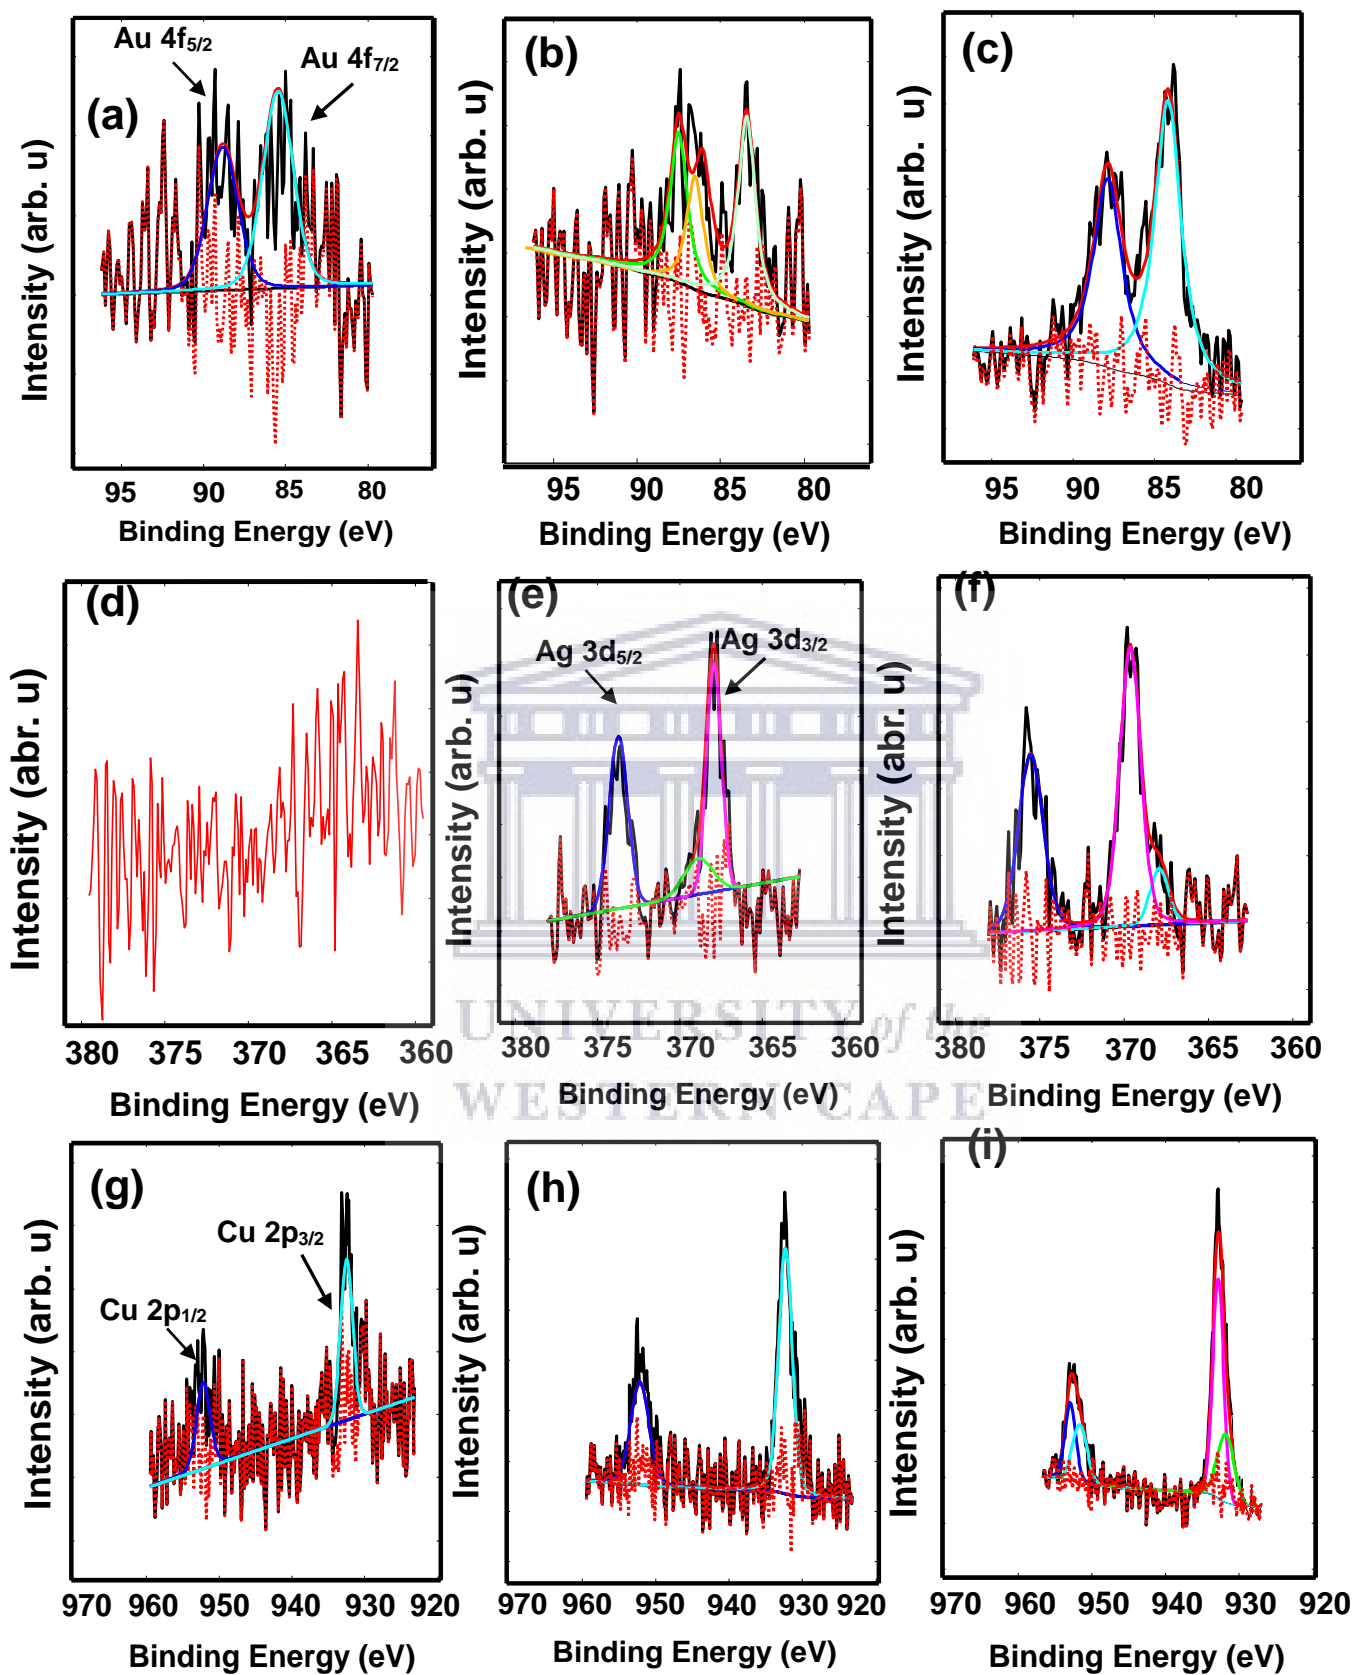 Au 4f5/2
Au 4f7/2
(a)
Intensity (arb. u)
95 90 85 80
Binding Energy (eV)
(b)
Intensity (arb. u)
95 90 85 80
Binding Energy (eV)
(c)
Intensity (arb. u)
95 90 85 80
Binding Energy (eV)
(d)
Intensity (abr. u)
380 375 370 365 360
Binding Energy (eV)
(e)
Ag 3d5/2
Ag 3d3/2
Intensity (arb. u)
380 375 370 365 360
Binding Energy (eV)
(f)
Intensity (abr. u)
380 375 370 365 360
Binding Energy (eV)
UNIVERSITY of the
WESTERN CAPE
(g)
Cu 2p3/2
Cu 2p1/2
Intensity (arb. u)
970 960 950 940 930 920
Binding Energy (eV)
(h)
Intensity (arb. u)
970 960 950 940 930 920
Binding Energy (eV)
(i)
Intensity (arb. u)
970 960 950 940 930 920
Binding Energy (eV)